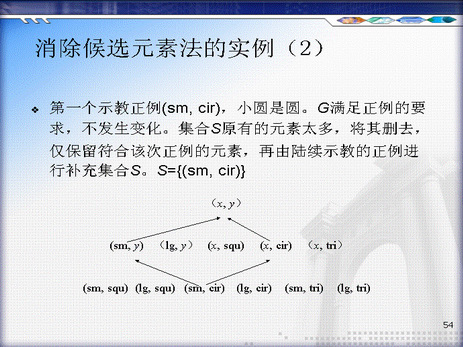 消除候选元素法的实例（2）
❖ 第一个示教正例(sm, cir)，小圆是圆。G满足正例的要
求，不发生变化。集合S原有的元素太多，将其删去，
仅保留符合该次正例的元素，再由陆续示教的正例进
行补充集合S。S={(sm, cir)}
（x, y）
(sm, y) （lg, y） (x, squ) (x, cir) （x, tri）
(sm, squ) (lg, squ) (sm, cir) (lg, cir) (sm, tri) (lg, tri)
54